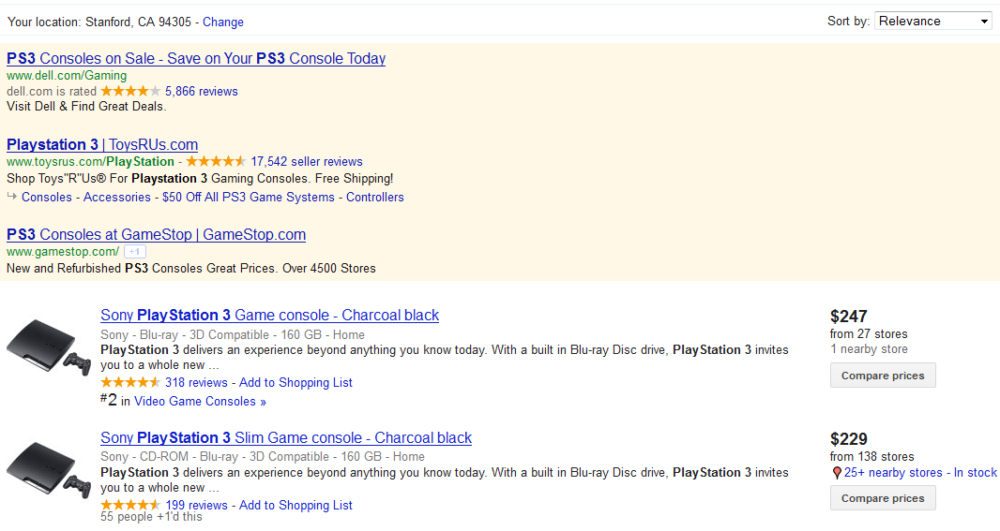 Your location: Stanford, CA 94305 - Change
Sort by: Relevance
PS3 Consoles on Sale - Save on Your PS3 Console Today
www.dell.com/Gaming
dell.com is rated 5,866 reviews
Visit Dell & Find Great Deals.
Playstation 3 | ToysRUs.com
www.toysrus.com/PlayStation - 17,542 seller reviews
Shop Toys"R"Us® For Playstation 3 Gaming Consoles. Free Shipping!
Consoles - Accessories - $50 Off All PS3 Game Systems - Controllers
PS3 Consoles at GameStop | GameStop.com
www.gamestop.com/ +1
New and Refurbished PS3 Consoles Great Prices. Over 4500 Stores
Sony PlayStation 3 Game console - Charcoal black
Sony - Blu-ray - 3D Compatible - 160 GB - Home
PlayStation 3 delivers an experience beyond anything you know today. With a built in Blu-ray Disc drive, PlayStation 3 invites
you to a whole new ...
318 reviews - Add to Shopping List
#2 in Video Game Consoles »
$247
from 27 stores
1 nearby store
Compare prices
Sony PlayStation 3 Slim Game console - Charcoal black
Sony - CD-ROM - Blu-ray - 3D Compatible - 160 GB - Home
PlayStation 3 delivers an experience beyond anything you know today. With a built in Blu-ray Disc drive, PlayStation 3 invites
you to a whole new ...
199 reviews - Add to Shopping List
55 people +1'd this
$229
from 138 stores
25+ nearby stores - In stock
Compare prices